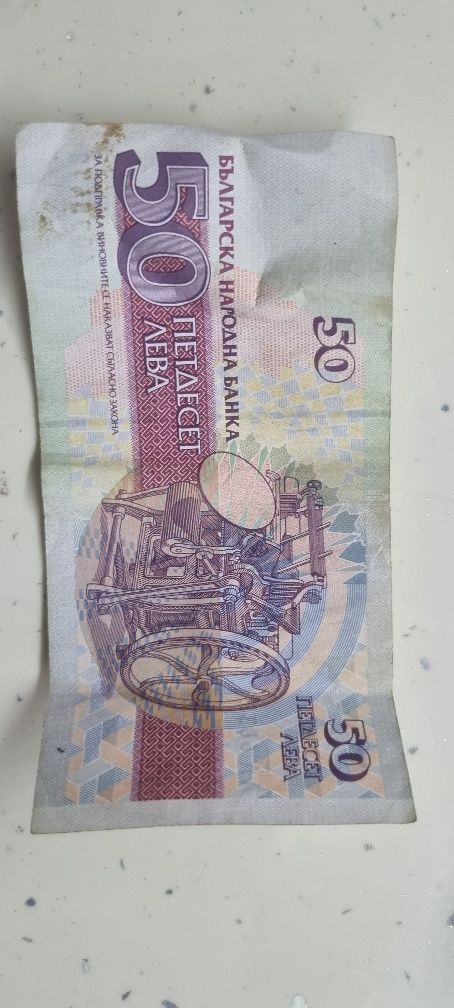 БЪЛГАРСКА НАРОДНА БАНКА
50
ПЕТДЕСЕТ
ЛЕВА
ЗА ПОДПРАВКА ВИНОВНИТЕ СЕ НАКАЗВАТ СЪГЛАСНО ЗАКОНА
50
50
ПЕТДЕСЕТ
ЛЕВА